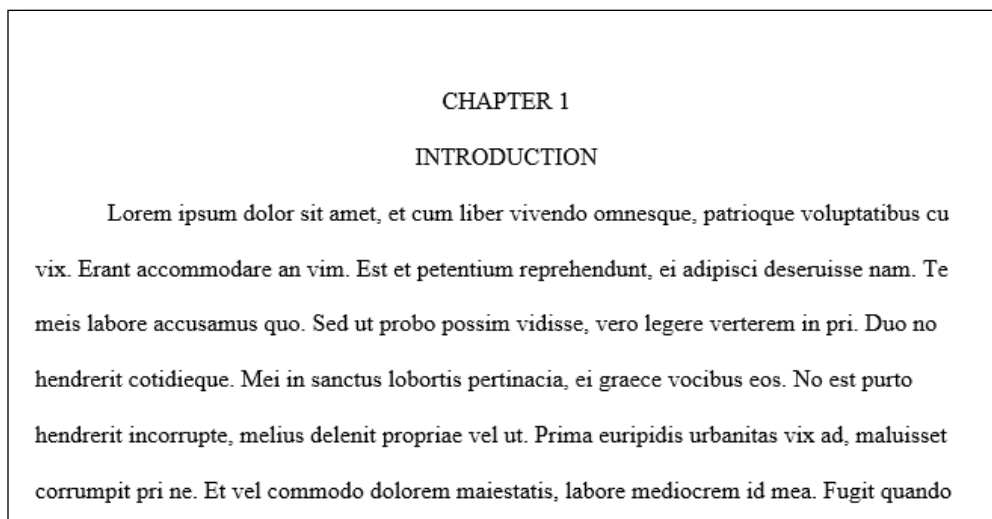 CHAPTER 1
INTRODUCTION
Lorem ipsum dolor sit amet, et cum liber vivendo omnesque, patrioque voluptatibus cu
vix. Erant accommodare an vim. Est et petentium reprehendunt, ei adipisci deseruisse nam. Te
meis labore accusamus quo. Sed ut probo possim vidisse, vero legere verterem in pri. Duo no
hendrerit cotidieque. Mei in sanctus lobortis pertinacia, ei graece vocibus eos. No est purto
hendrerit incorrupte, melius delenit propriae vel ut. Prima euripidis urbanitas vix ad, maluisset
corrumpit pri ne. Et vel commodo dolorem maiestatis, labore mediocrem id mea. Fugit quando